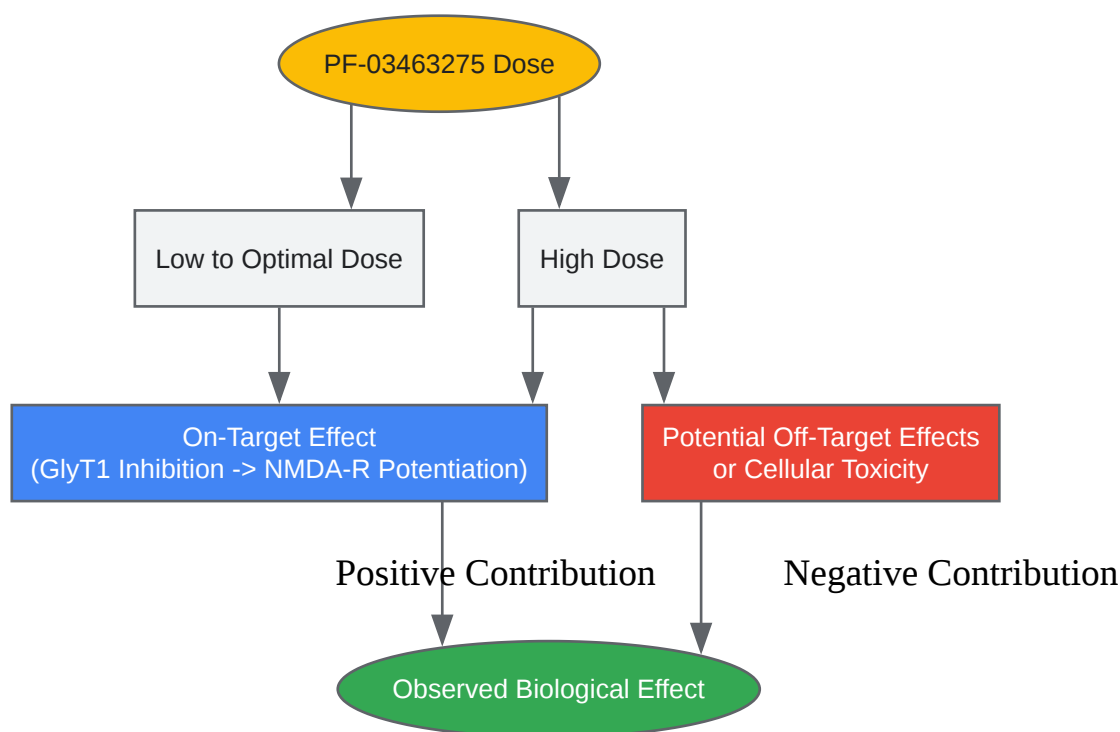 PF-03463275 Dose
Low to Optimal Dose
High Dose
On-Target Effect
(GlyT1 Inhibition -> NMDA-R Potentiation)
Potential Off-Target Effects
or Cellular Toxicity
Positive Contribution
Negative Contribution
Observed Biological Effect